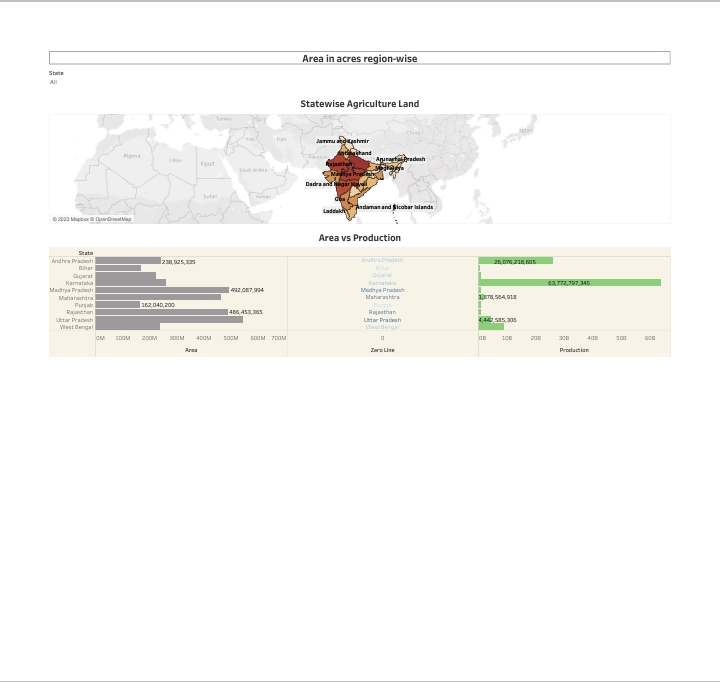 Area in acres region-wise
State
All
Statewise Agriculture Land
Turkey
China
Japan
Iraq
Iran
Algeria
Libya
Egypt
Saudi Arabia
Sudan
Yemen
Jammu and Kashmir
Uttarakhand
Arunachal Pradesh
Rajasthan
Meghalaya
Madhya Pradesh
Dadra and Nagar Haveli
Goa
Laddakh
Andaman and Nicobar Islands
© 2023 Mapbox © OpenStreetMap
Area vs Production
State
Andhra Pradesh 238,925,335 Andhra Pradesh 26,076,218,605
Bihar Bihar
Gujarat Gujarat
Karnataka Karnataka 63,772,797,345
Madhya Pradesh 492,087,994 Madhya Pradesh
Maharashtra Maharashtra 1,878,564,918
Punjab 162,040,200 Punjab
Rajasthan 486,453,365 Rajasthan
Uttar Pradesh Uttar Pradesh 4,442,585,306
West Bengal West Bengal
0M 100M 200M 300M 400M 500M 600M 700M 0 0B 10B 20B 30B 40B 50B 60B
Area Zero Line Production